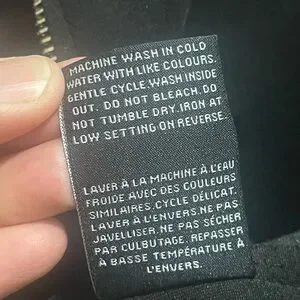 MACHINE WASH IN COLD
WATER WITH LIKE COLOURS.
GENTLE CYCLE.WASH INSIDE
OUT. DO NOT BLEACH.DO
NOT TUMBLE DRY.IRON AT
LOW SETTING ON REVERSE.
LAVER À LA MACHINE À L'EAU
FROIDE AVEC DES COULEURS
SIMILAIRES.CYCLE DÉLICAT.
LAVER À L'ENVERS.NE PAS
JAVELLISER.NE PAS SÉCHER
PAR CULBUTAGE. REPASSER
À BASSE TEMPÉRATURE À
L'ENVERS.